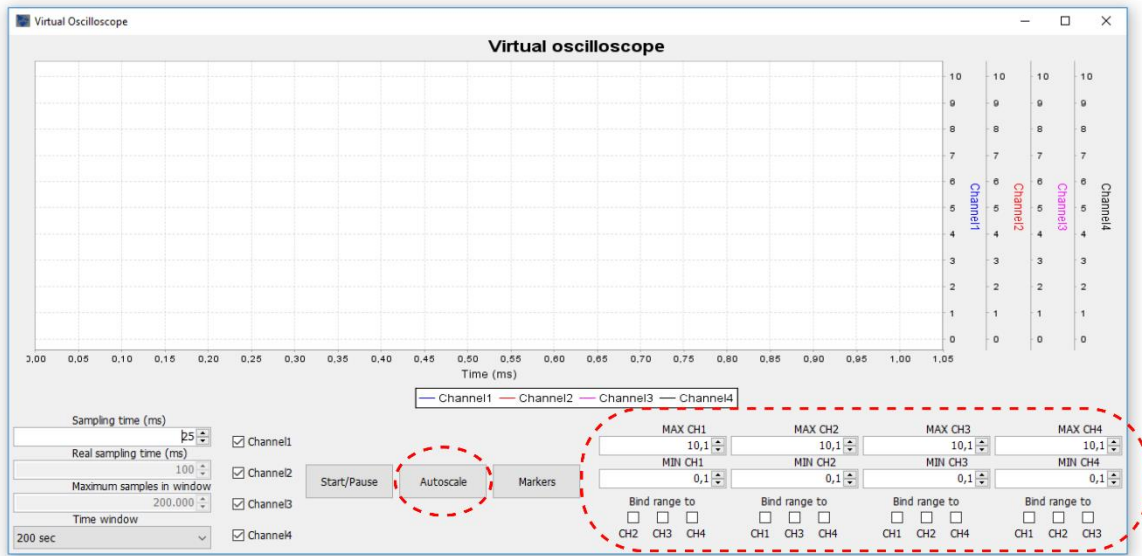 Virtual Oscilloscope
Virtual oscilloscope
10 10 10 10
9 9 9 9
8 8 8 8
7 7 7 7
6 6 6 6
5 5 5 5
4 4 4 4
3 3 3 3
2 2 2 2
1 1 1 1
0 0 0 0
Channel1
Channel2
Channel3
Channel4
0,00 0,05 0,10 0,15 0,20 0,25 0,30 0,35 0,40 0,45 0,50 0,55 0,60 0,65 0,70 0,75 0,80 0,85 0,90 0,95 1,00 1,05
Time (ms)
Channel1 Channel2 Channel3 Channel4
Sampling time (ms)
25
Real sampling time (ms)
100
Maximum samples in window
200.000
Time window
200 sec
Channel1
Channel2
Channel3
Channel4
Start/Pause Autoscale Markers
MAX CH1 MAX CH2 MAX CH3 MAX CH4
10,1 10,1 10,1 10,1
MIN CH1 MIN CH2 MIN CH3 MIN CH4
0,1 0,1 0,1 0,1
Bind range to Bind range to Bind range to Bind range to
CH2 CH3 CH4 CH1 CH3 CH4 CH1 CH2 CH4 CH1 CH2 CH3